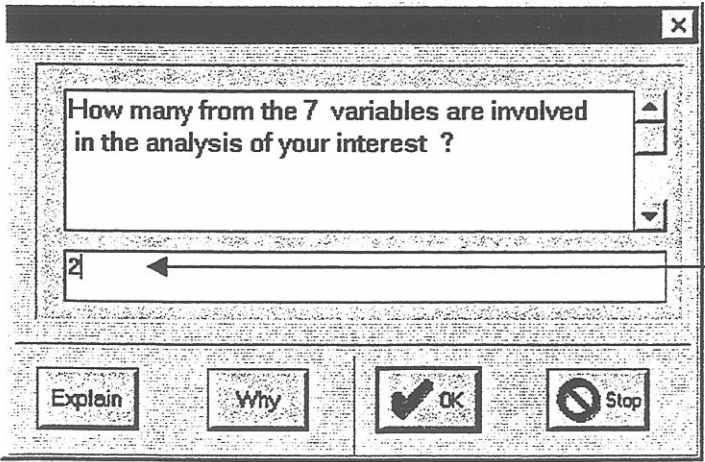 How many from the 7 variables are involved
in the analysis of your interest ?
2
Explain
Why
OK
Stop